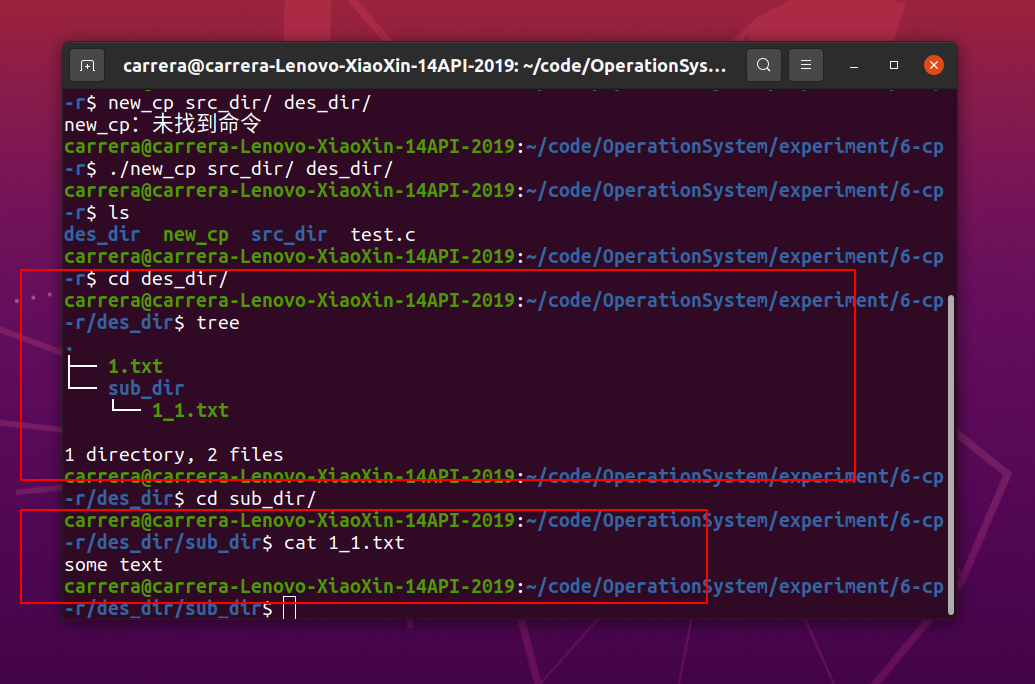 carrera@carrera-Lenovo-XiaoXin-14API-2019: ~/code/OperationSys...
-r$ new_cp src_dir/ des_dir/
new_cp：未找到命令
carrera@carrera-Lenovo-XiaoXin-14API-2019:~/code/OperationSystem/experiment/6-cp
-r$ ./new_cp src_dir/ des_dir/
carrera@carrera-Lenovo-XiaoXin-14API-2019:~/code/OperationSystem/experiment/6-cp
-r$ ls
des_dir  new_cp  src_dir  test.c
carrera@carrera-Lenovo-XiaoXin-14API-2019:~/code/OperationSystem/experiment/6-cp
-r$ cd des_dir/
carrera@carrera-Lenovo-XiaoXin-14API-2019:~/code/OperationSystem/experiment/6-cp
-r/des_dir$ tree
.
├── 1.txt
└── sub_dir
    └── 1_1.txt
1 directory, 2 files
carrera@carrera-Lenovo-XiaoXin-14API-2019:~/code/OperationSystem/experiment/6-cp
-r/des_dir$ cd sub_dir/
carrera@carrera-Lenovo-XiaoXin-14API-2019:~/code/OperationSystem/experiment/6-cp
-r/des_dir/sub_dir$ cat 1_1.txt
some text
carrera@carrera-Lenovo-XiaoXin-14API-2019:~/code/OperationSystem/experiment/6-cp
-r/des_dir/sub_dir$